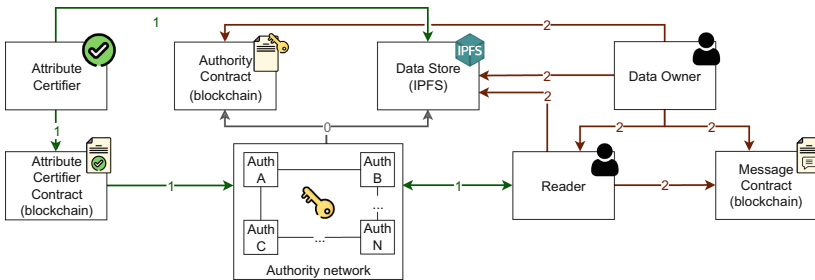 1
2
Attribute
Certifier
Authority
Contract
(blockchain)
IPFS
Data Store
(IPFS)
2
Data Owner
2
1
0
2
2
Attribute
Certifier
Contract
(blockchain)
1
Auth
A
Auth
B
...
Auth
C
...
Auth
N
Authority network
1
Reader
2
Message
Contract
(blockchain)